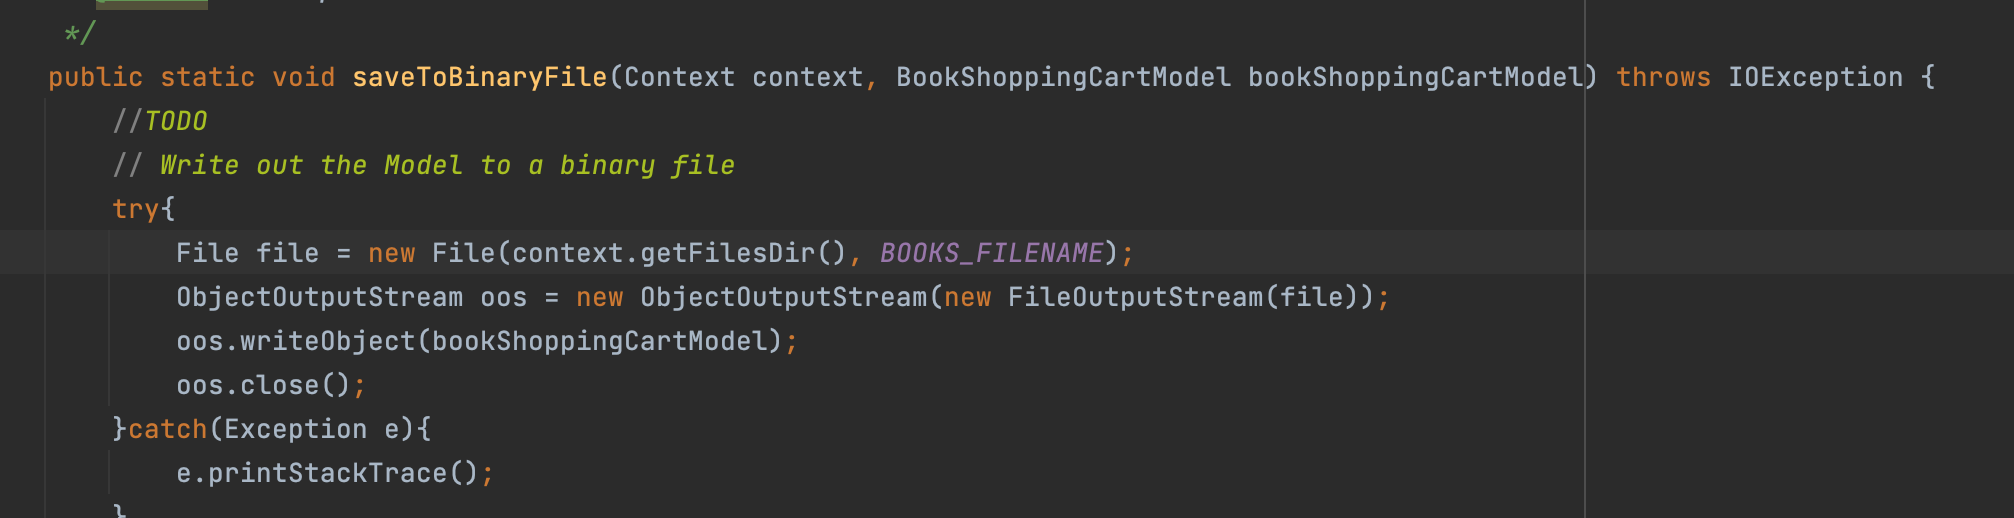 */
public static void saveToBinaryFile(Context context, BookShoppingCartModel bookShoppingCartModel) throws IOException {
//TODO
// Write out the Model to a binary file
try{
File file = new File(context.getFilesDir(), BOOKS_FILENAME);
ObjectOutputStream oos = new ObjectOutputStream(new FileOutputStream(file));
oos.writeObject(bookShoppingCartModel);
oos.close();
}catch(Exception e){
e.printStackTrace();
}